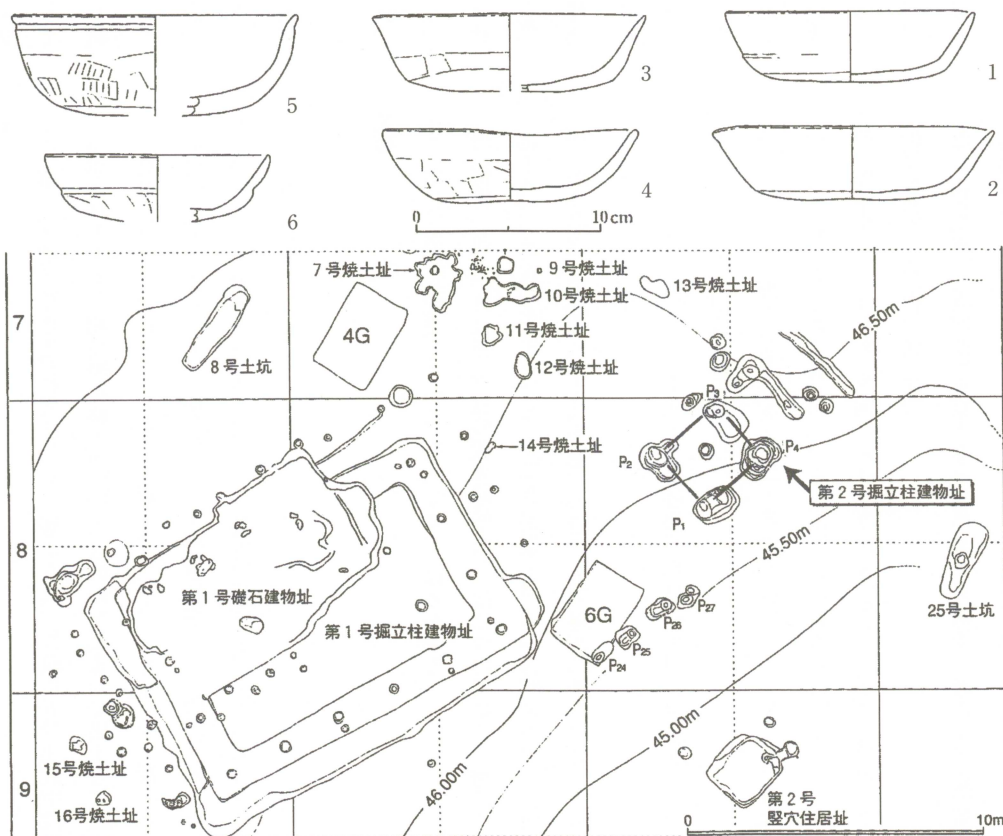 5
3
1
6
4
2
0 10cm
7
8
9
7号焼土址
9号焼土址
10号焼土址
13号焼土址
46.50m
11号焼土址
12号焼土址
4G
8号土坑
14号焼土址
P3
P2
P4
P1
第2号掘立柱建物址
45.50m
第1号礎石建物址
第1号掘立柱建物址
6G
P27
P26
P25
P24
25号土坑
45.00m
46.00m
15号焼土址
16号焼土址
第2号
竪穴住居址
0 10m